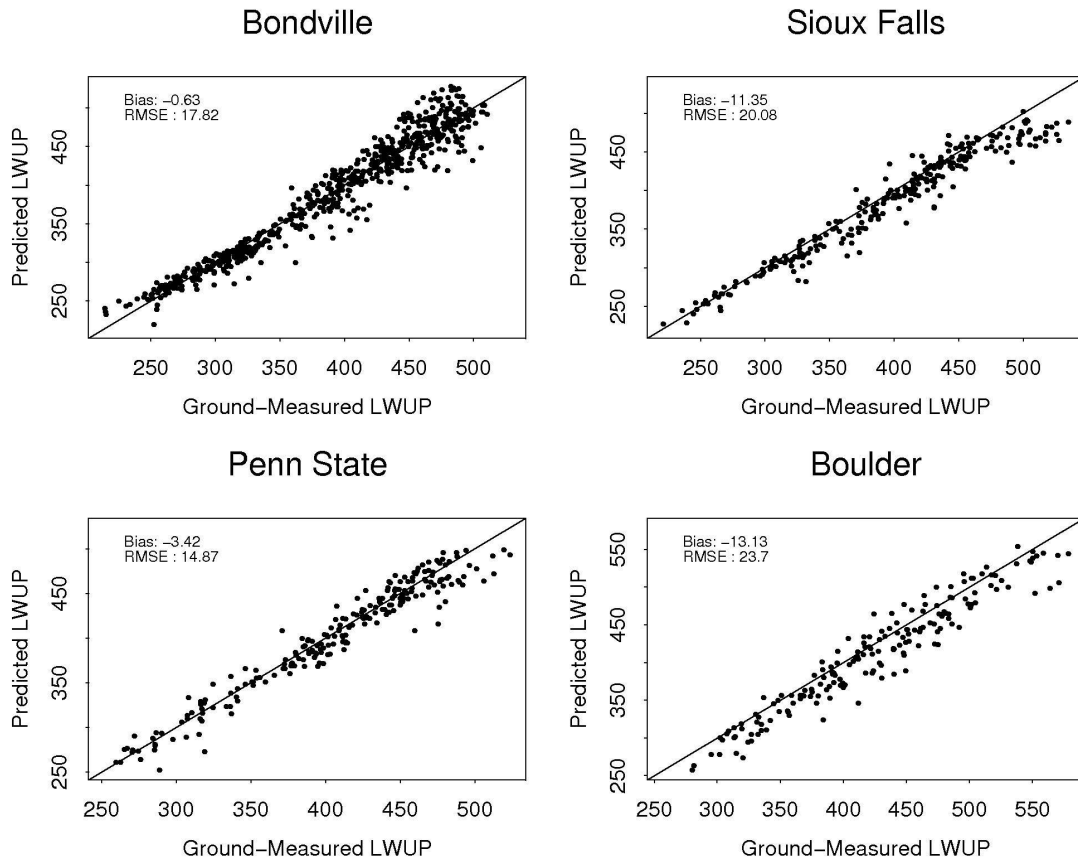 Bondville
Bias: −0.63
RMSE : 17.82
Predicted LWUP
450
350
250
250 300 350 400 450 500
Ground−Measured LWUP
Sioux Falls
Bias: −11.35
RMSE : 20.08
Predicted LWUP
450
350
250
250 300 350 400 450 500
Ground−Measured LWUP
Penn State
Bias: −3.42
RMSE : 14.87
Predicted LWUP
450
350
250
250 300 350 400 450 500
Ground−Measured LWUP
Boulder
Bias: −13.13
RMSE : 23.7
Predicted LWUP
550
450
350
250
250 300 350 400 450 500 550
Ground−Measured LWUP